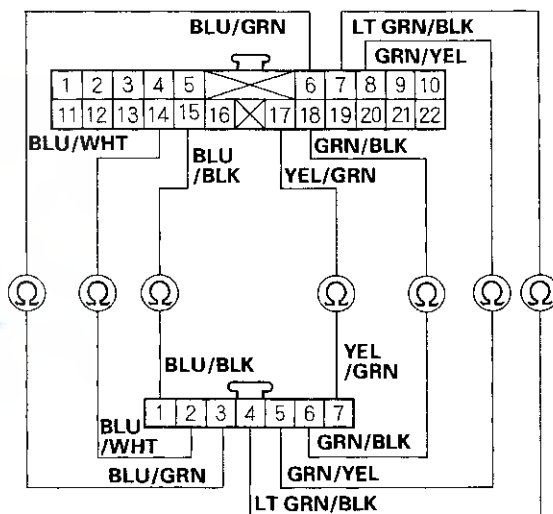 BLU/GRN LT GRN/BLK
GRN/YEL
1 2 3 4 5 6 7 8 9 10
11 12 13 14 15 16 17 18 19 20 21 22
BLU/WHT
BLU
/BLK
YEL/GRN
GRN/BLK
Ω Ω Ω Ω Ω Ω Ω
BLU/BLK
YEL
/GRN
1 2 3 4 5 6 7
BLU
/WHT
GRN/BLK
BLU/GRN
GRN/YEL
LT GRN/BLK